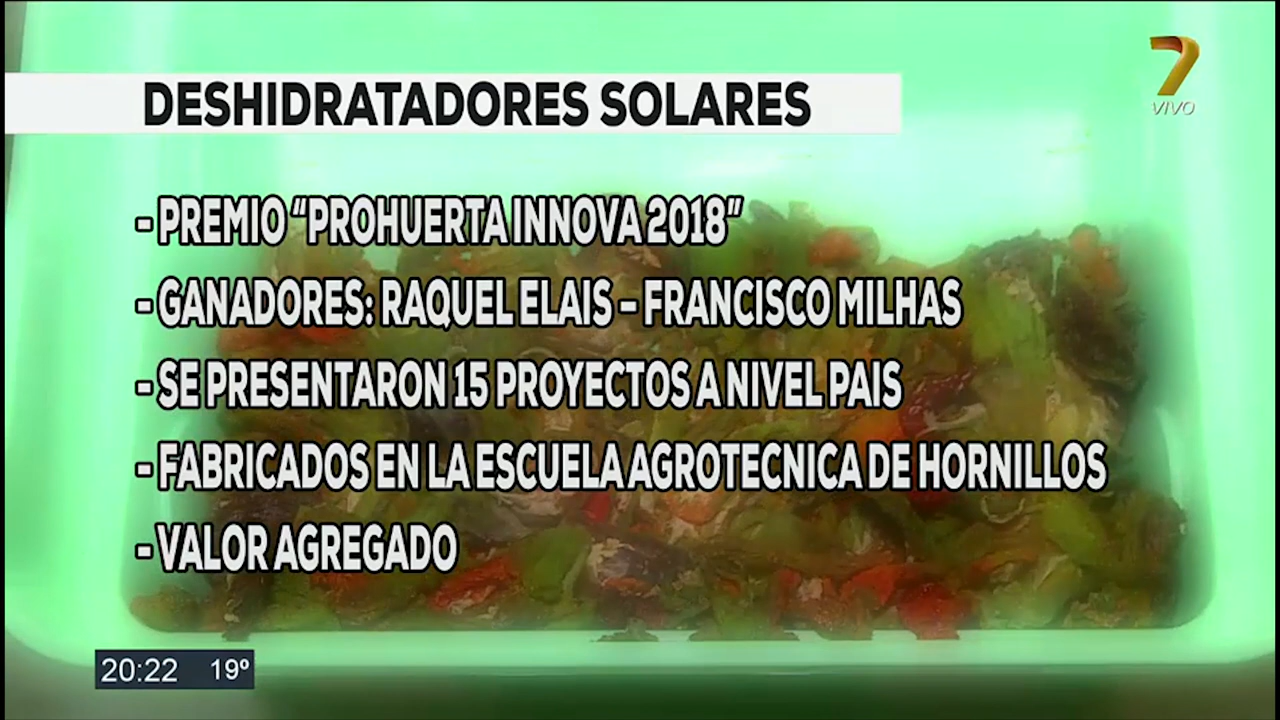 7
VIVO
DESHIDRATADORES SOLARES
- PREMIO “PROHUERTA INNOVA 2018”
- GANADORES: RAQUEL ELAIS - FRANCISCO MILHAS
- SE PRESENTARON 15 PROYECTOS A NIVEL PAIS
- FABRICADOS EN LA ESCUELA AGROTECNICA DE HORNILLOS
- VALOR AGREGADO
20:22 19º